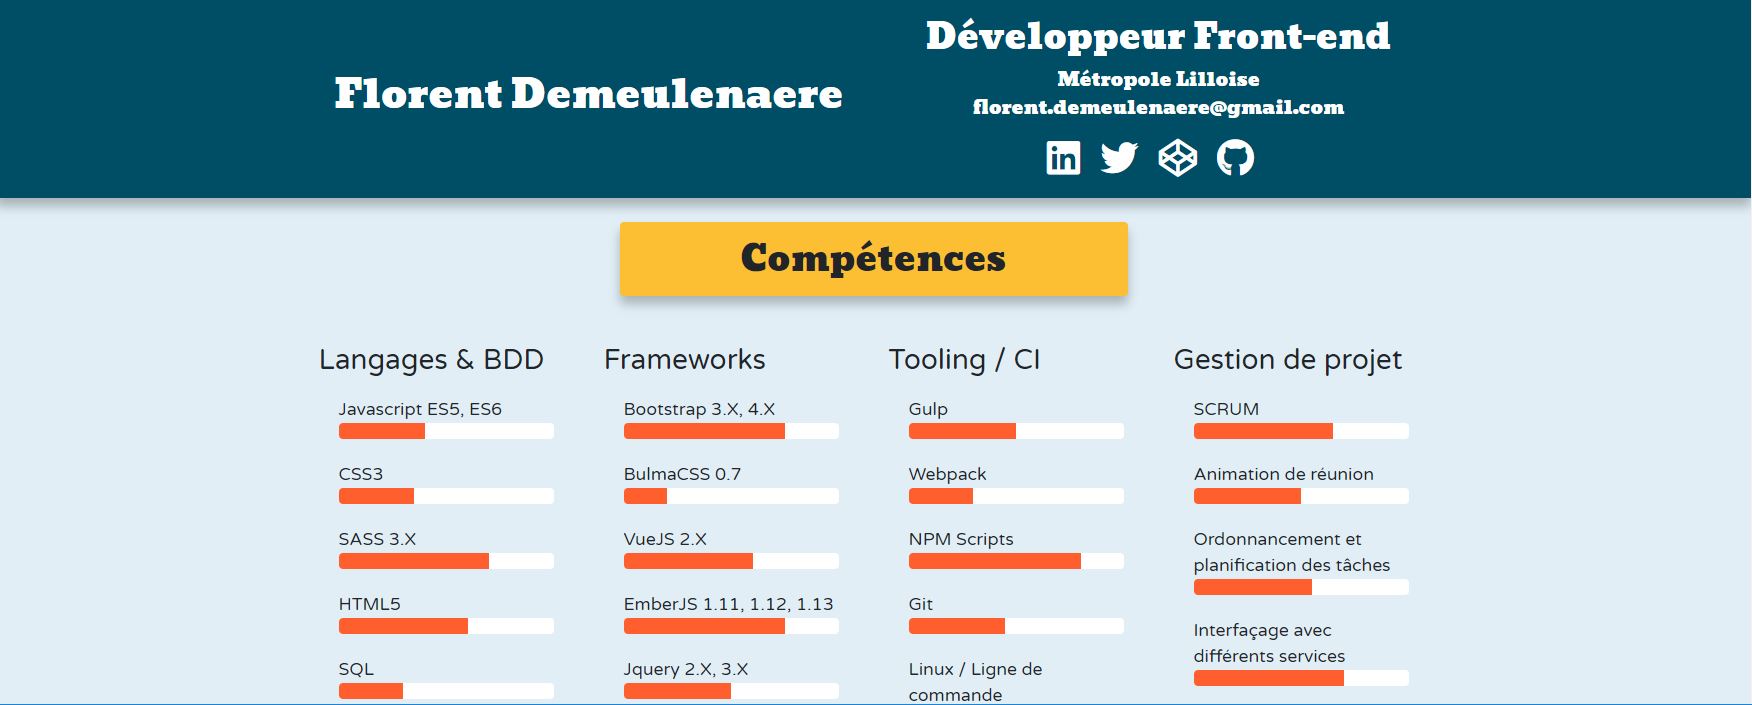 Florent Demeulenaere
Développeur Front-end
Métropole Lilloise
florent.demeulenaere@gmail.com
in
Compétences
Langages & BDD
Javascript ES5, ES6
CSS3
SASS 3.X
HTML5
SQL
Frameworks
Bootstrap 3.X, 4.X
BulmaCSS 0.7
VueJS 2.X
EmberJS 1.11, 1.12, 1.13
Jquery 2.X, 3.X
Tooling / CI
Gulp
Webpack
NPM Scripts
Git
Linux / Ligne de
commande
Gestion de projet
SCRUM
Animation de réunion
Ordonnancement et
planification des tâches
Interfaçage avec
différents services